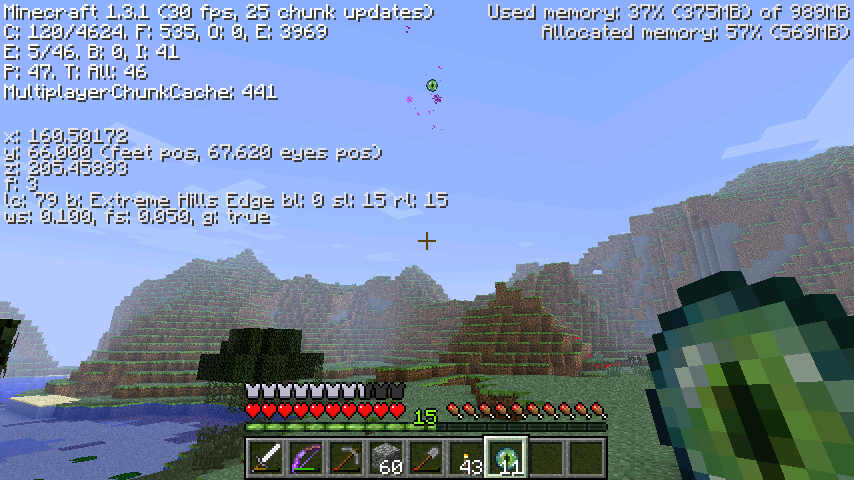 Minecraft 1.3.1 (30 fps, 25 chunk updates)
C: 120/4624. F: 535, O: 0, E: 3969
E: 5/46. B: 0, I: 41
P: 47. T: All: 46
MultiplayerChunkCache: 441
Used memory: 37% (375MB) of 989MB
Allocated memory: 57% (569MB)
x: 160.50172
y: 66.000 (feet pos, 67.620 eyes pos)
z: 205.45893
f: 3
lc: 79 b: Extreme Hills Edge bl: 0 sl: 15 rl: 15
ws: 0.100, fs: 0.050, g: true
15
60
43
11